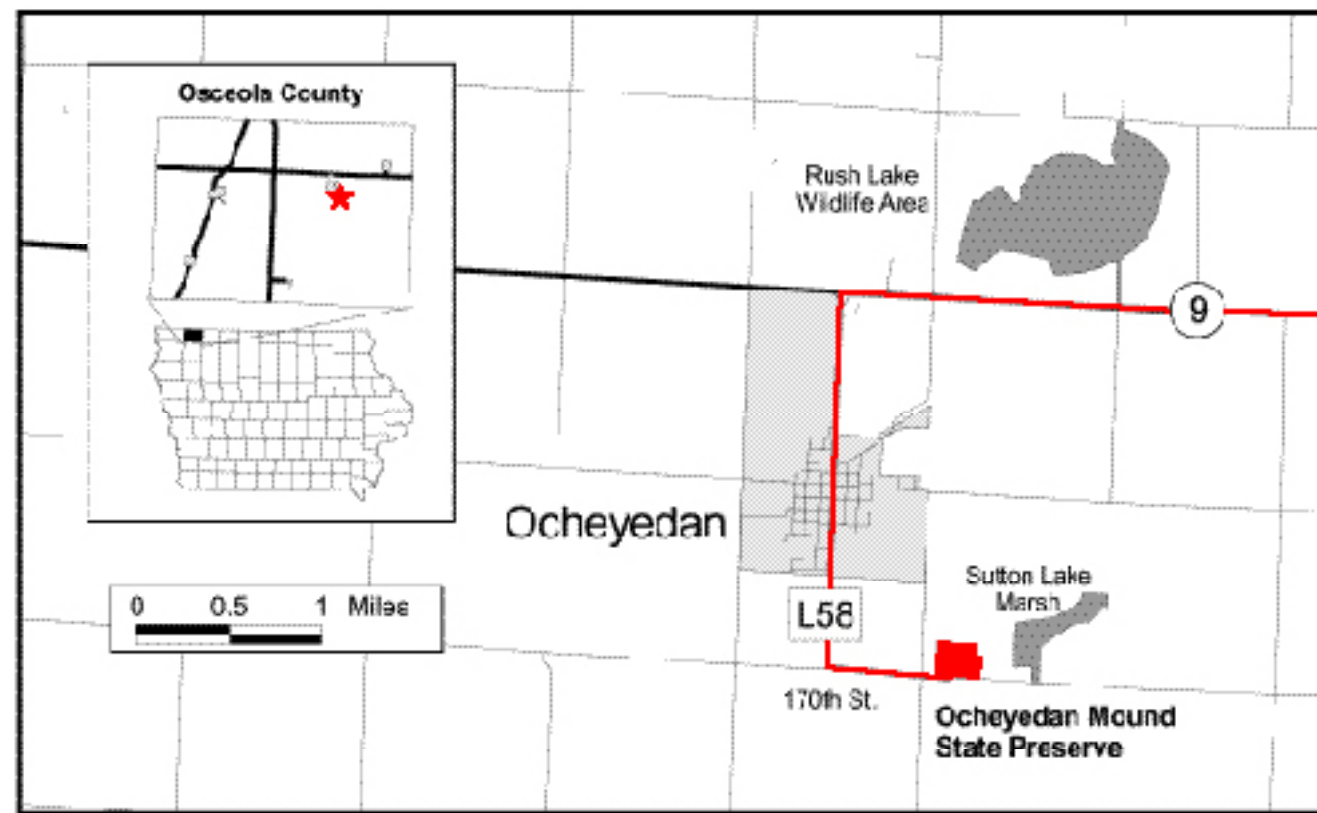 Osceola County
Rush Lake
Wildlife Area
9
Ocheyedan
Sutton Lake
Marsh
0 0.5 1 Miles
L58
170th St.
Ocheyedan Mound
State Preserve